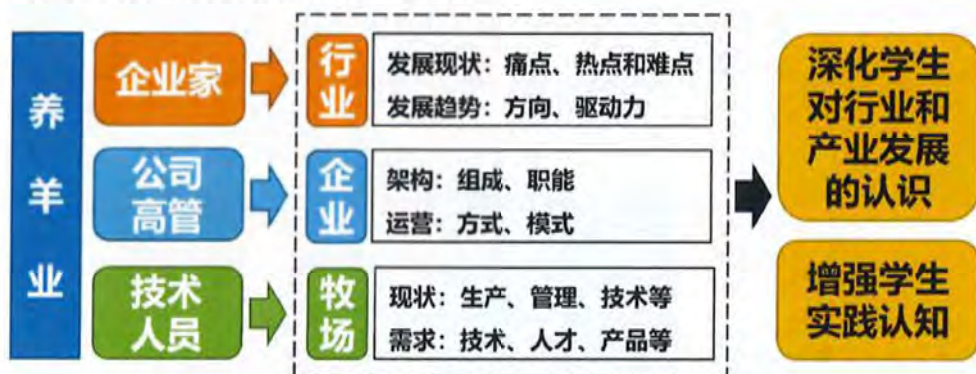 养羊业
企业家
行业
发展现状：痛点、热点和难点
发展趋势：方向、驱动力
公司
高管
企业
架构：组成、职能
运营：方式、模式
技术
人员
牧场
现状：生产、管理、技术等
需求：技术、人才、产品等
深化学生
对行业和
产业发展
的认识
增强学生
实践认知